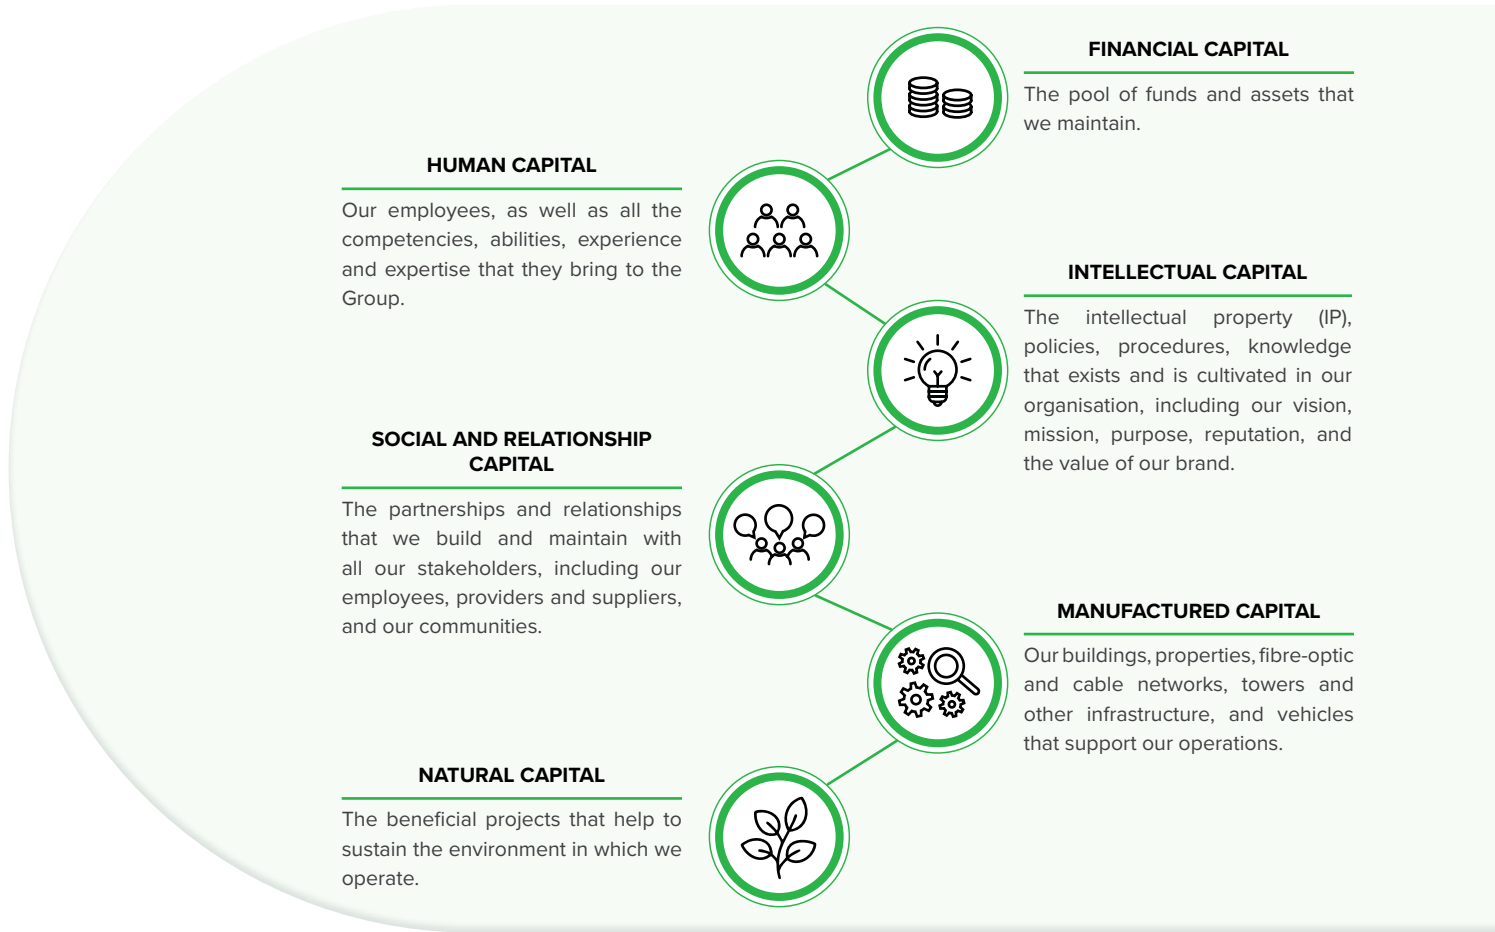 FINANCIAL CAPITAL
The pool of funds and assets that
we maintain.
HUMAN CAPITAL
Our employees, as well as all the
competencies, abilities, experience
and expertise that they bring to the
Group.
INTELLECTUAL CAPITAL
The intellectual property (IP),
policies, procedures, knowledge
that exists and is cultivated in our
organisation, including our vision,
mission, purpose, reputation, and
the value of our brand.
SOCIAL AND RELATIONSHIP
CAPITAL
The partnerships and relationships
that we build and maintain with
all our stakeholders, including our
employees, providers and suppliers,
and our communities.
MANUFACTURED CAPITAL
Our buildings, properties, fibre-optic
and cable networks, towers and
other infrastructure, and vehicles
that support our operations.
NATURAL CAPITAL
The beneficial projects that help to
sustain the environment in which we
operate.